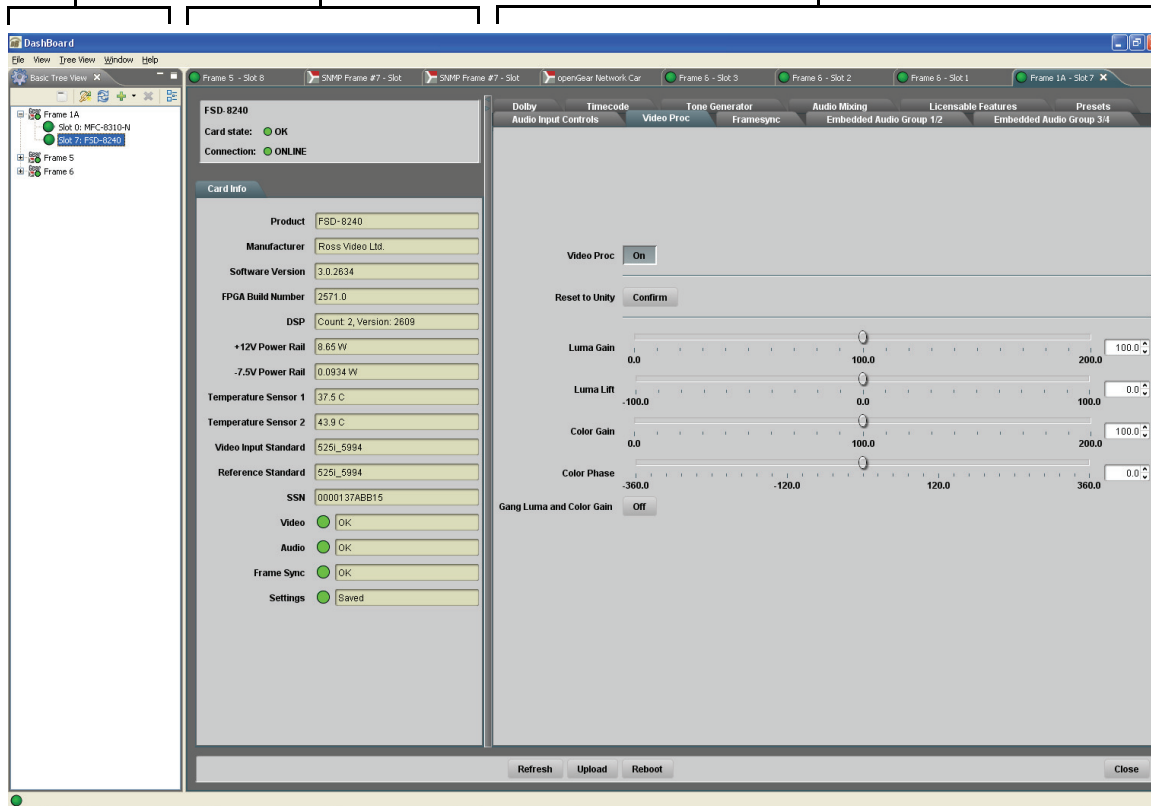 DashBoard
File View Tree View Window Help
Basic Tree View
Frame 5 - Slot 8
SNMP Frame #7 - Slot
SNMP Frame #7 - Slot
openGear Network Car
Frame 6 - Slot 3
Frame 6 - Slot 2
Frame 6 - Slot 1
Frame 1A - Slot 7
Frame 1A
Slot 0: MFC-8310-N
Slot 7: FSD-8240
Frame 5
Frame 6
FSD-8240
Card state: OK
Connection: ONLINE
Card Info
Product FSD-8240
Manufacturer Ross Video Ltd.
Software Version 3.0.2634
FPGA Build Number 2571.0
DSP Count: 2, Version: 2609
+12V Power Rail 8.65 W
-7.5V Power Rail 0.0934 W
Temperature Sensor 1 37.5 C
Temperature Sensor 2 43.9 C
Video Input Standard 525i_5994
Reference Standard 525i_5994
SSN 0000137ABB15
Video OK
Audio OK
Frame Sync OK
Settings Saved
Dolby Timecode Tone Generator Audio Mixing Licensable Features Presets
Audio Input Controls Video Proc Framesync Embedded Audio Group 1/2 Embedded Audio Group 3/4
Video Proc On
Reset to Unity Confirm
Luma Gain 100.0
0.0 100.0 200.0
Luma Lift 0.0
-100.0 0.0 100.0
Color Gain 100.0
0.0 100.0 200.0
Color Phase 0.0
-360.0 -120.0 120.0 360.0
Gang Luma and Color Gain Off
Refresh Upload Reboot Close